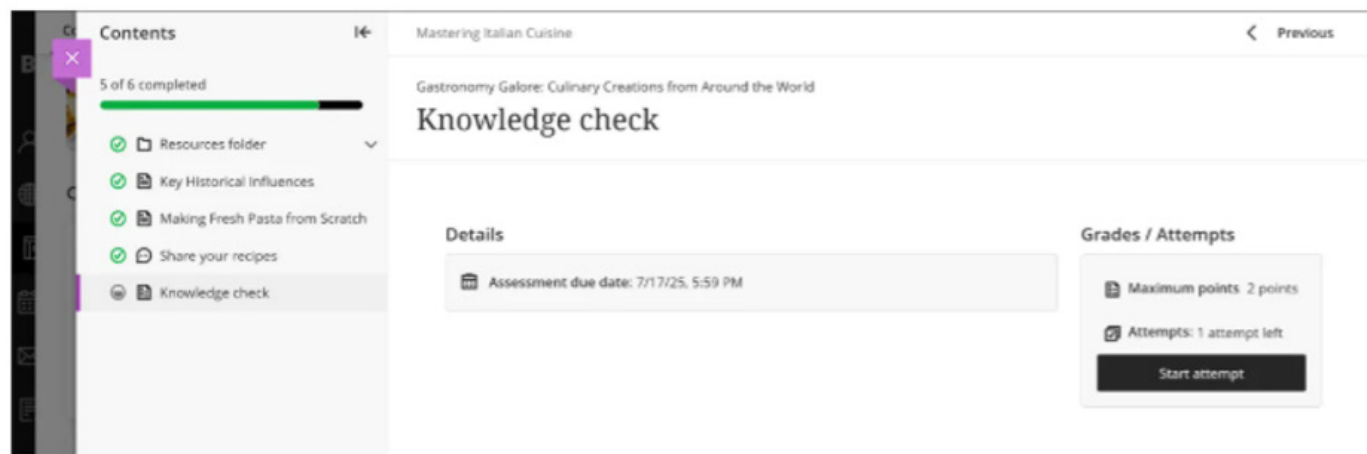 Contents
5 of 6 completed
Resources folder
Key Historical Influences
Making Fresh Pasta from Scratch
Share your recipes
Knowledge check
Mastering Italian Cuisine
Previous
Gastronomy Galore: Culinary Creations from Around the World
Knowledge check
Details
Assessment due date: 7/17/25, 5:59 PM
Grades / Attempts
Maximum points 2 points
Attempts: 1 attempt left
Start attempt